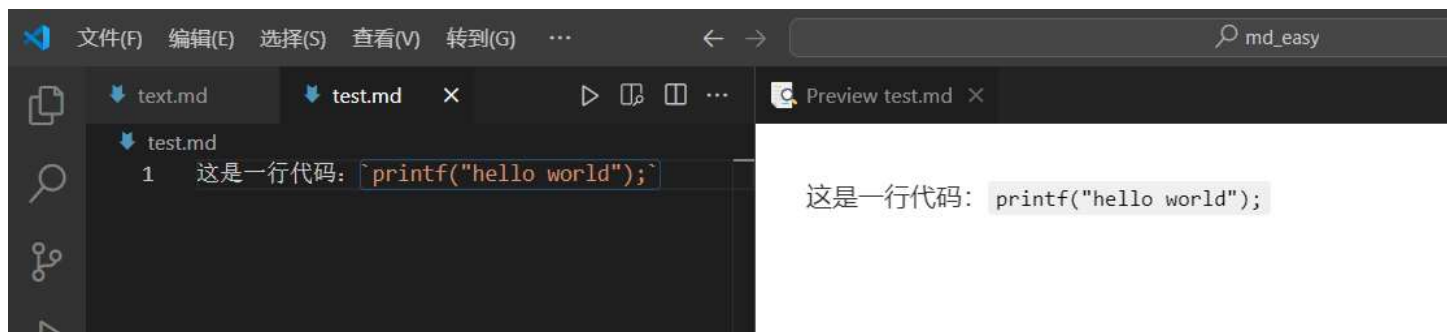 文件(F) 编辑(E) 选择(S) 查看(V) 转到(G) ··· ← → md_easy
text.md test.md × ··· Preview test.md ×
test.md
1 这是一行代码：`printf("hello world");`
这是一行代码： printf("hello world");